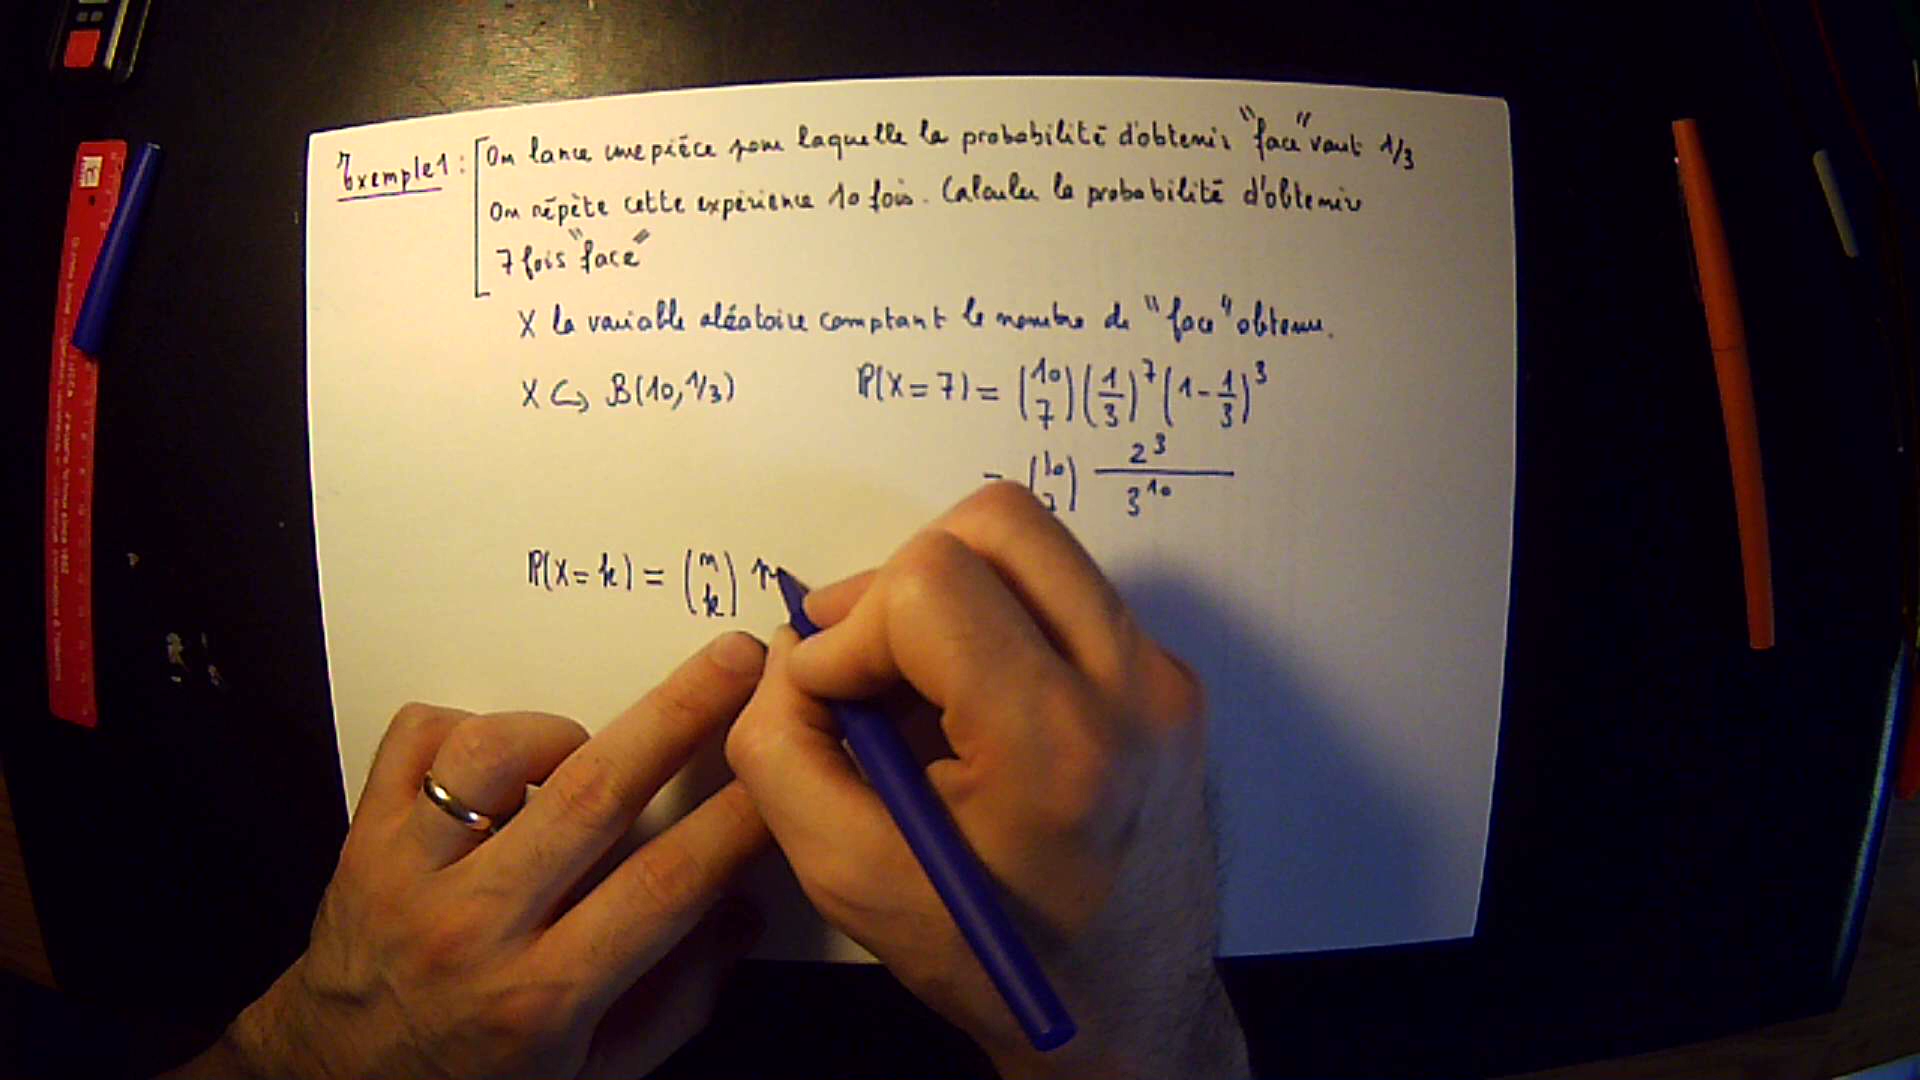 Exemple 1 : On lance une pièce pour laquelle la probabilité d'obtenir "face" vaut 1/3
On répète cette expérience 10 fois. Calculer la probabilité d'obtenir
7 fois "face"
X la variable aléatoire comptant le nombre de "face" obtenu.
X ↪ B(10, 1/3) P(X = 7) = (10 7) (1/3)^7 (1 - 1/3)^3
= (10 7) 2^3 / 3^10
P(X = k) = (n k) p